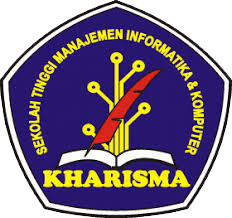 SEKOLAH TINGGI MANAJEMEN INFORMATIKA & KOMPUTER
KHARISMA